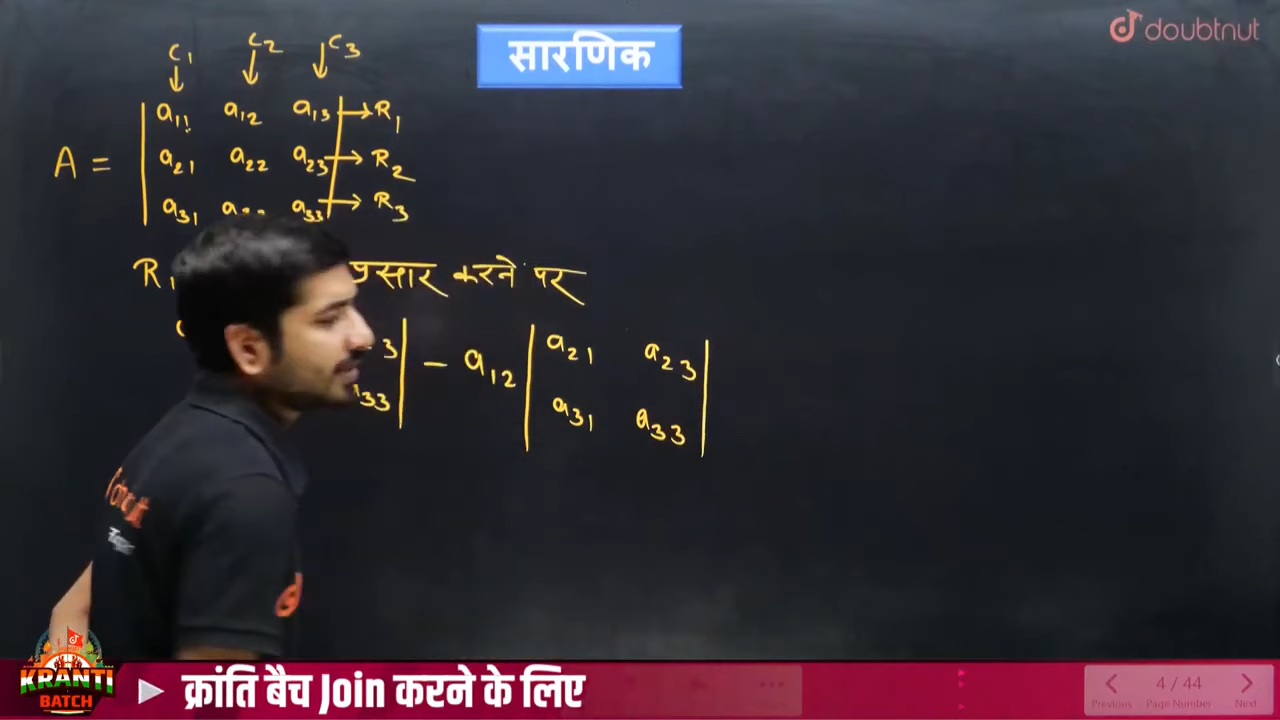 doubtnut
सारणिक
C1 C2 C3
A = | a11 a12 a13 | → R1
| a21 a22 a23 | → R2
| a31 a33 | → R3
R1 प्रसार करने पर
3 | - a12 | a21 a23 |
33 | | a31 a33 |
KRANTI
BATCH
क्रांति बैच Join करने के लिए
4 / 44
Previous Page Number Next